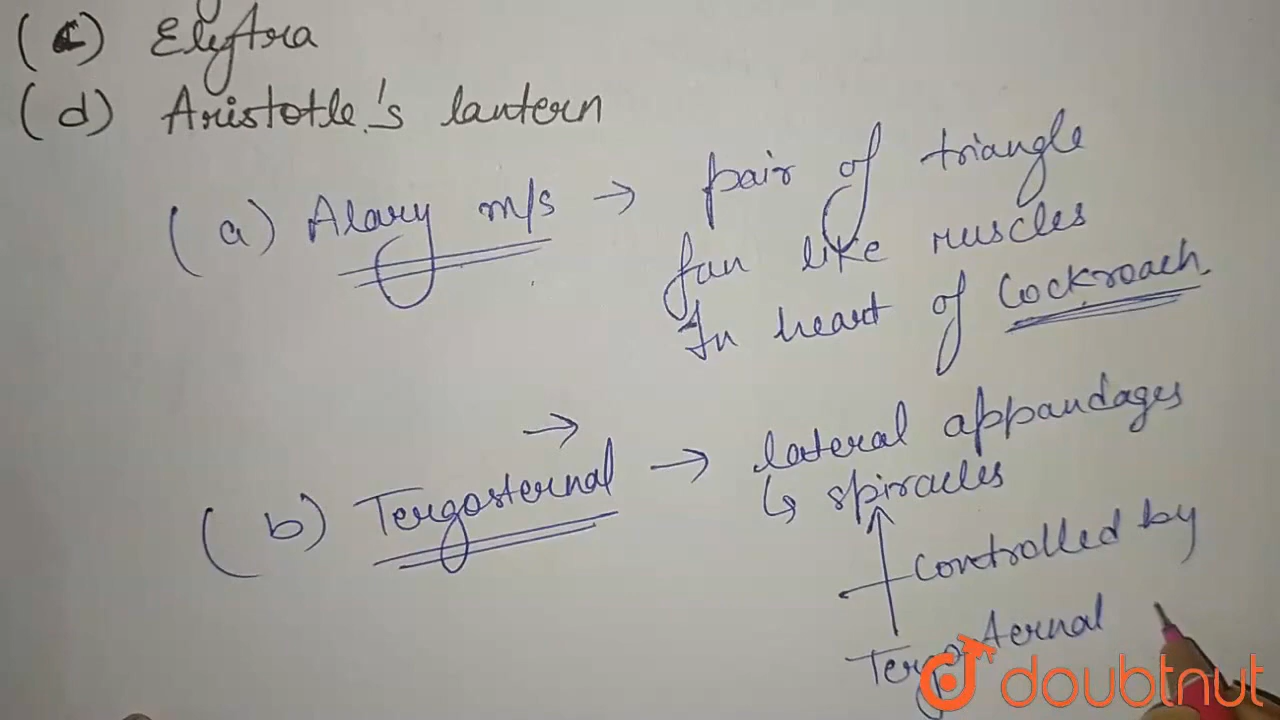 (c) Elytra
(d) Aristotle's lantern
(a) Alary m/s → pair of triangle
fan like muscles
In heart of Cockroach.
→
(b) Tergosternal → lateral appandages
↳ spiracles
controlled by
Tergosternal
doubtnut